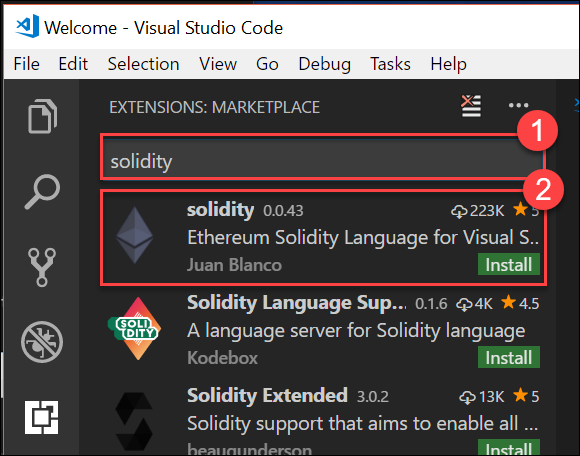 Welcome - Visual Studio Code
File Edit Selection View Go Debug Tasks Help
EXTENSIONS: MARKETPLACE
1
solidity
2
solidity 0.0.43 223K 5
Ethereum Solidity Language for Visual S..
Juan Blanco Install
Solidity Language Sup... 0.1.6 4K 4.5
SOLI
DITY
A language server for Solidity language
Kodebox Install
Solidity Extended 3.0.2 13K 5
Solidity support that aims to enable all ...
beaugunderson Install